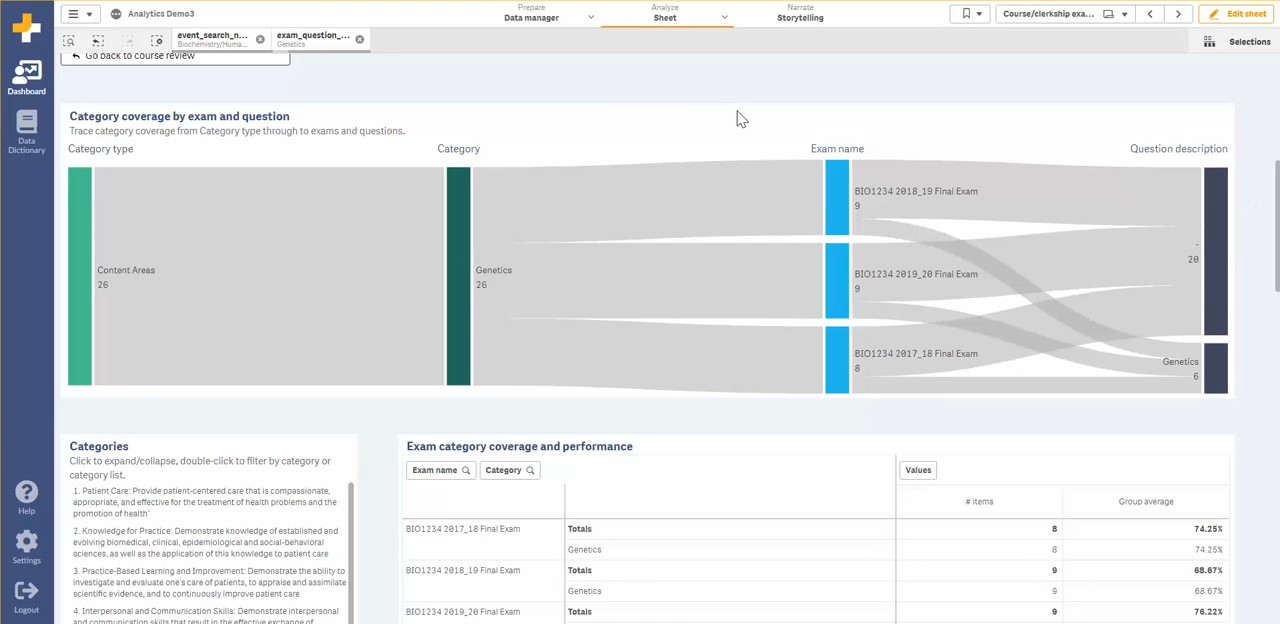 Analytics Demo3
Prepare
Data manager
Analyze
Sheet
Narrate
Storytelling
Course/clerkship exa...
Edit sheet
event_search_n...
Biochemistry/Huma...
exam_question_...
Genetics
Selections
Dashboard
Data
Dictionary
Help
Settings
Logout
Go back to course review
Category coverage by exam and question
Trace category coverage from Category type through to exams and questions.
Category type
Category
Exam name
Question description
Content Areas
26
Genetics
26
BIO1234 2018_19 Final Exam
9
BIO1234 2019_20 Final Exam
9
BIO1234 2017_18 Final Exam
8
-
20
Genetics
6
Categories
Click to expand/collapse, double-click to filter by category or
category list.
1. Patient Care: Provide patient-centered care that is compassionate,
appropriate, and effective for the treatment of health problems and the
promotion of health"
2. Knowledge for Practice: Demonstrate knowledge of established and
evolving biomedical, clinical, epidemiological and social-behavioral
sciences, as well as the application of this knowledge to patient care
3. Practice-Based Learning and Improvement: Demonstrate the ability to
investigate and evaluate one's care of patients, to appraise and assimilate
scientific evidence, and to continuously improve patient care
4. Interpersonal and Communication Skills: Demonstrate interpersonal
and communication skills that result in the effective exchange of
Exam category coverage and performance
Exam name
Category
Values
# items
Group average
BIO1234 2017_18 Final Exam
Totals
8
74.25%
Genetics
8
74.25%
BIO1234 2018_19 Final Exam
Totals
9
68.67%
Genetics
9
68.67%
BIO1234 2019_20 Final Exam
Totals
9
76.22%